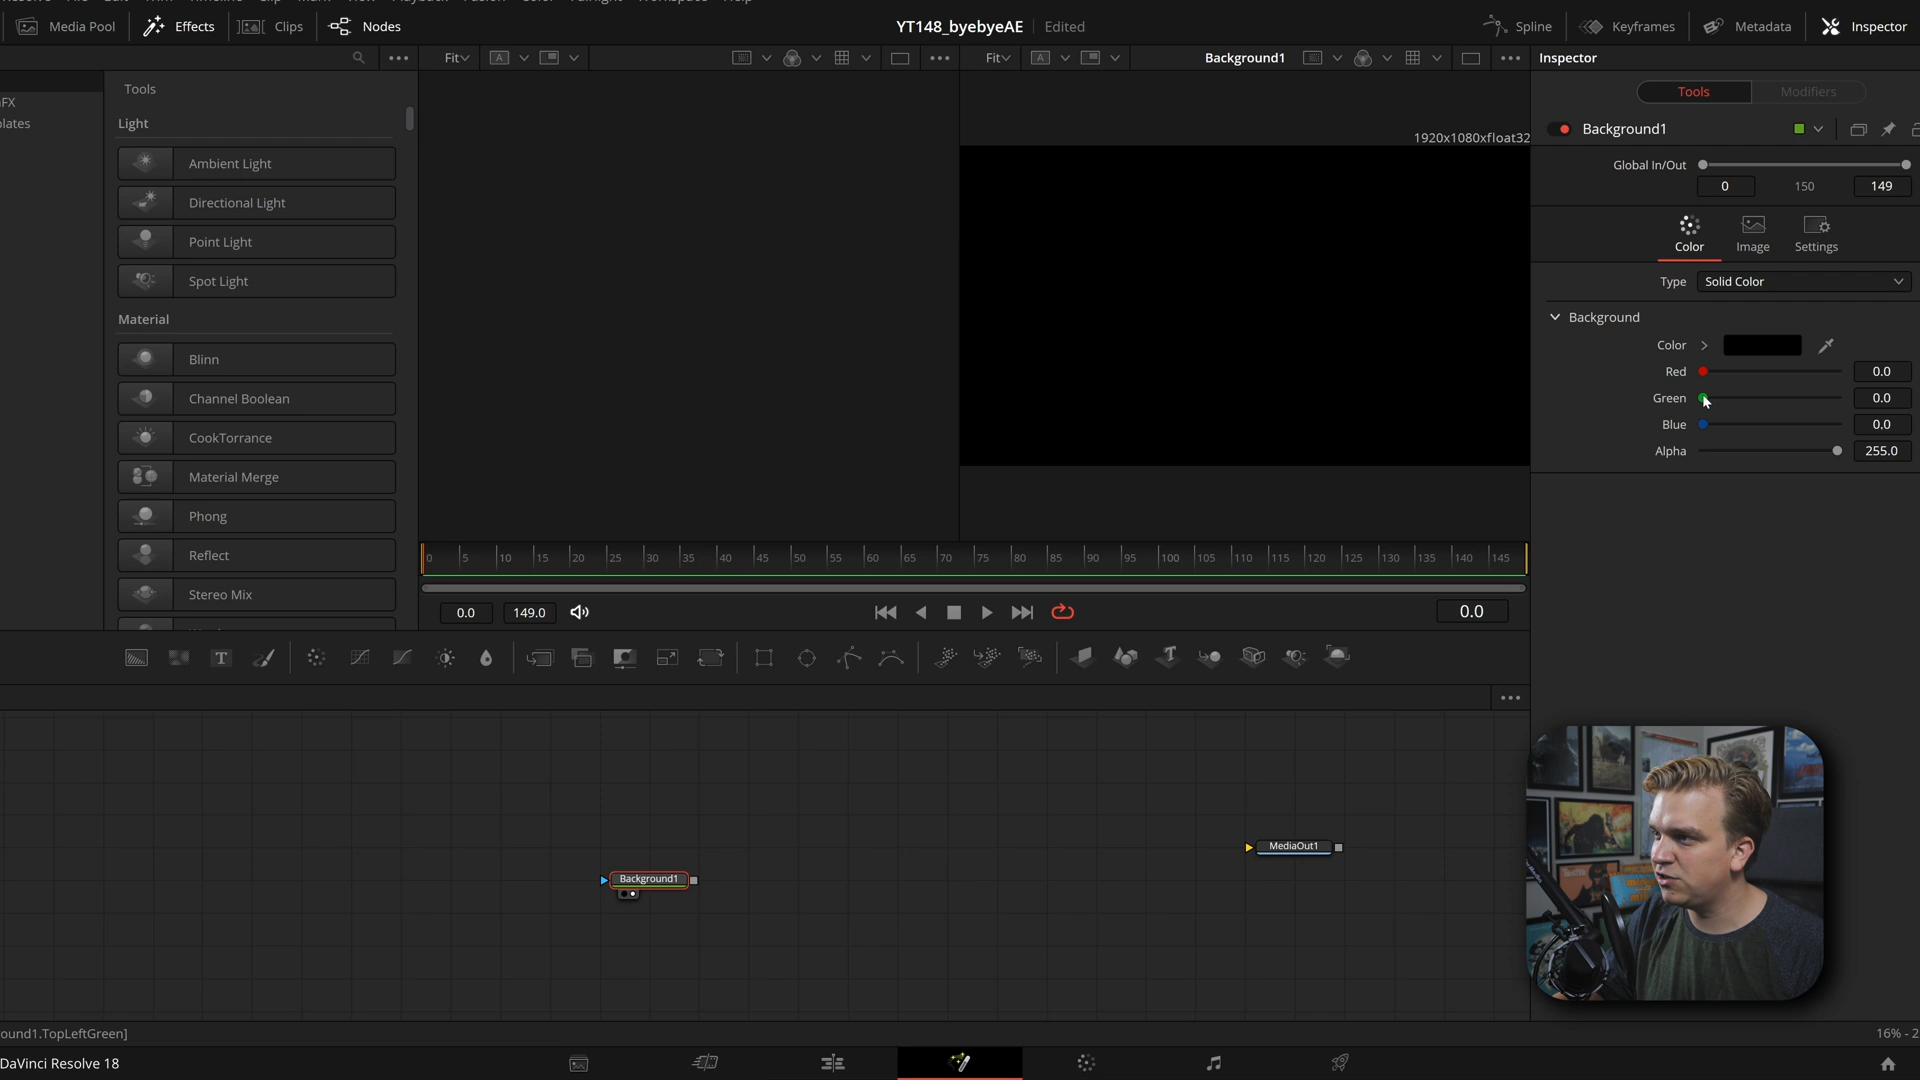 Media Pool
Effects
Clips
Nodes
YT148_byebyeAE
Edited
Spline
Keyframes
Metadata
Inspector
Fit
A
Fit
A
Background1
Inspector
FX
lates
Tools
Light
Ambient Light
Directional Light
Point Light
Spot Light
Material
Blinn
Channel Boolean
CookTorrance
Material Merge
Phong
Reflect
Stereo Mix
1920x1080xfloat32
Tools
Modifiers
Background1
Global In/Out
0
150
149
Color
Image
Settings
Type
Solid Color
Background
Color
Red
0.0
Green
0.0
Blue
0.0
Alpha
255.0
0 5 10 15 20 25 30 35 40 45 50 55 60 65 70 75 80 85 90 95 100 105 110 115 120 125 130 135 140 145
0.0
149.0
0.0
T
T
Background1
MediaOut1
ound1.TopLeftGreen]
16% - 2
DaVinci Resolve 18